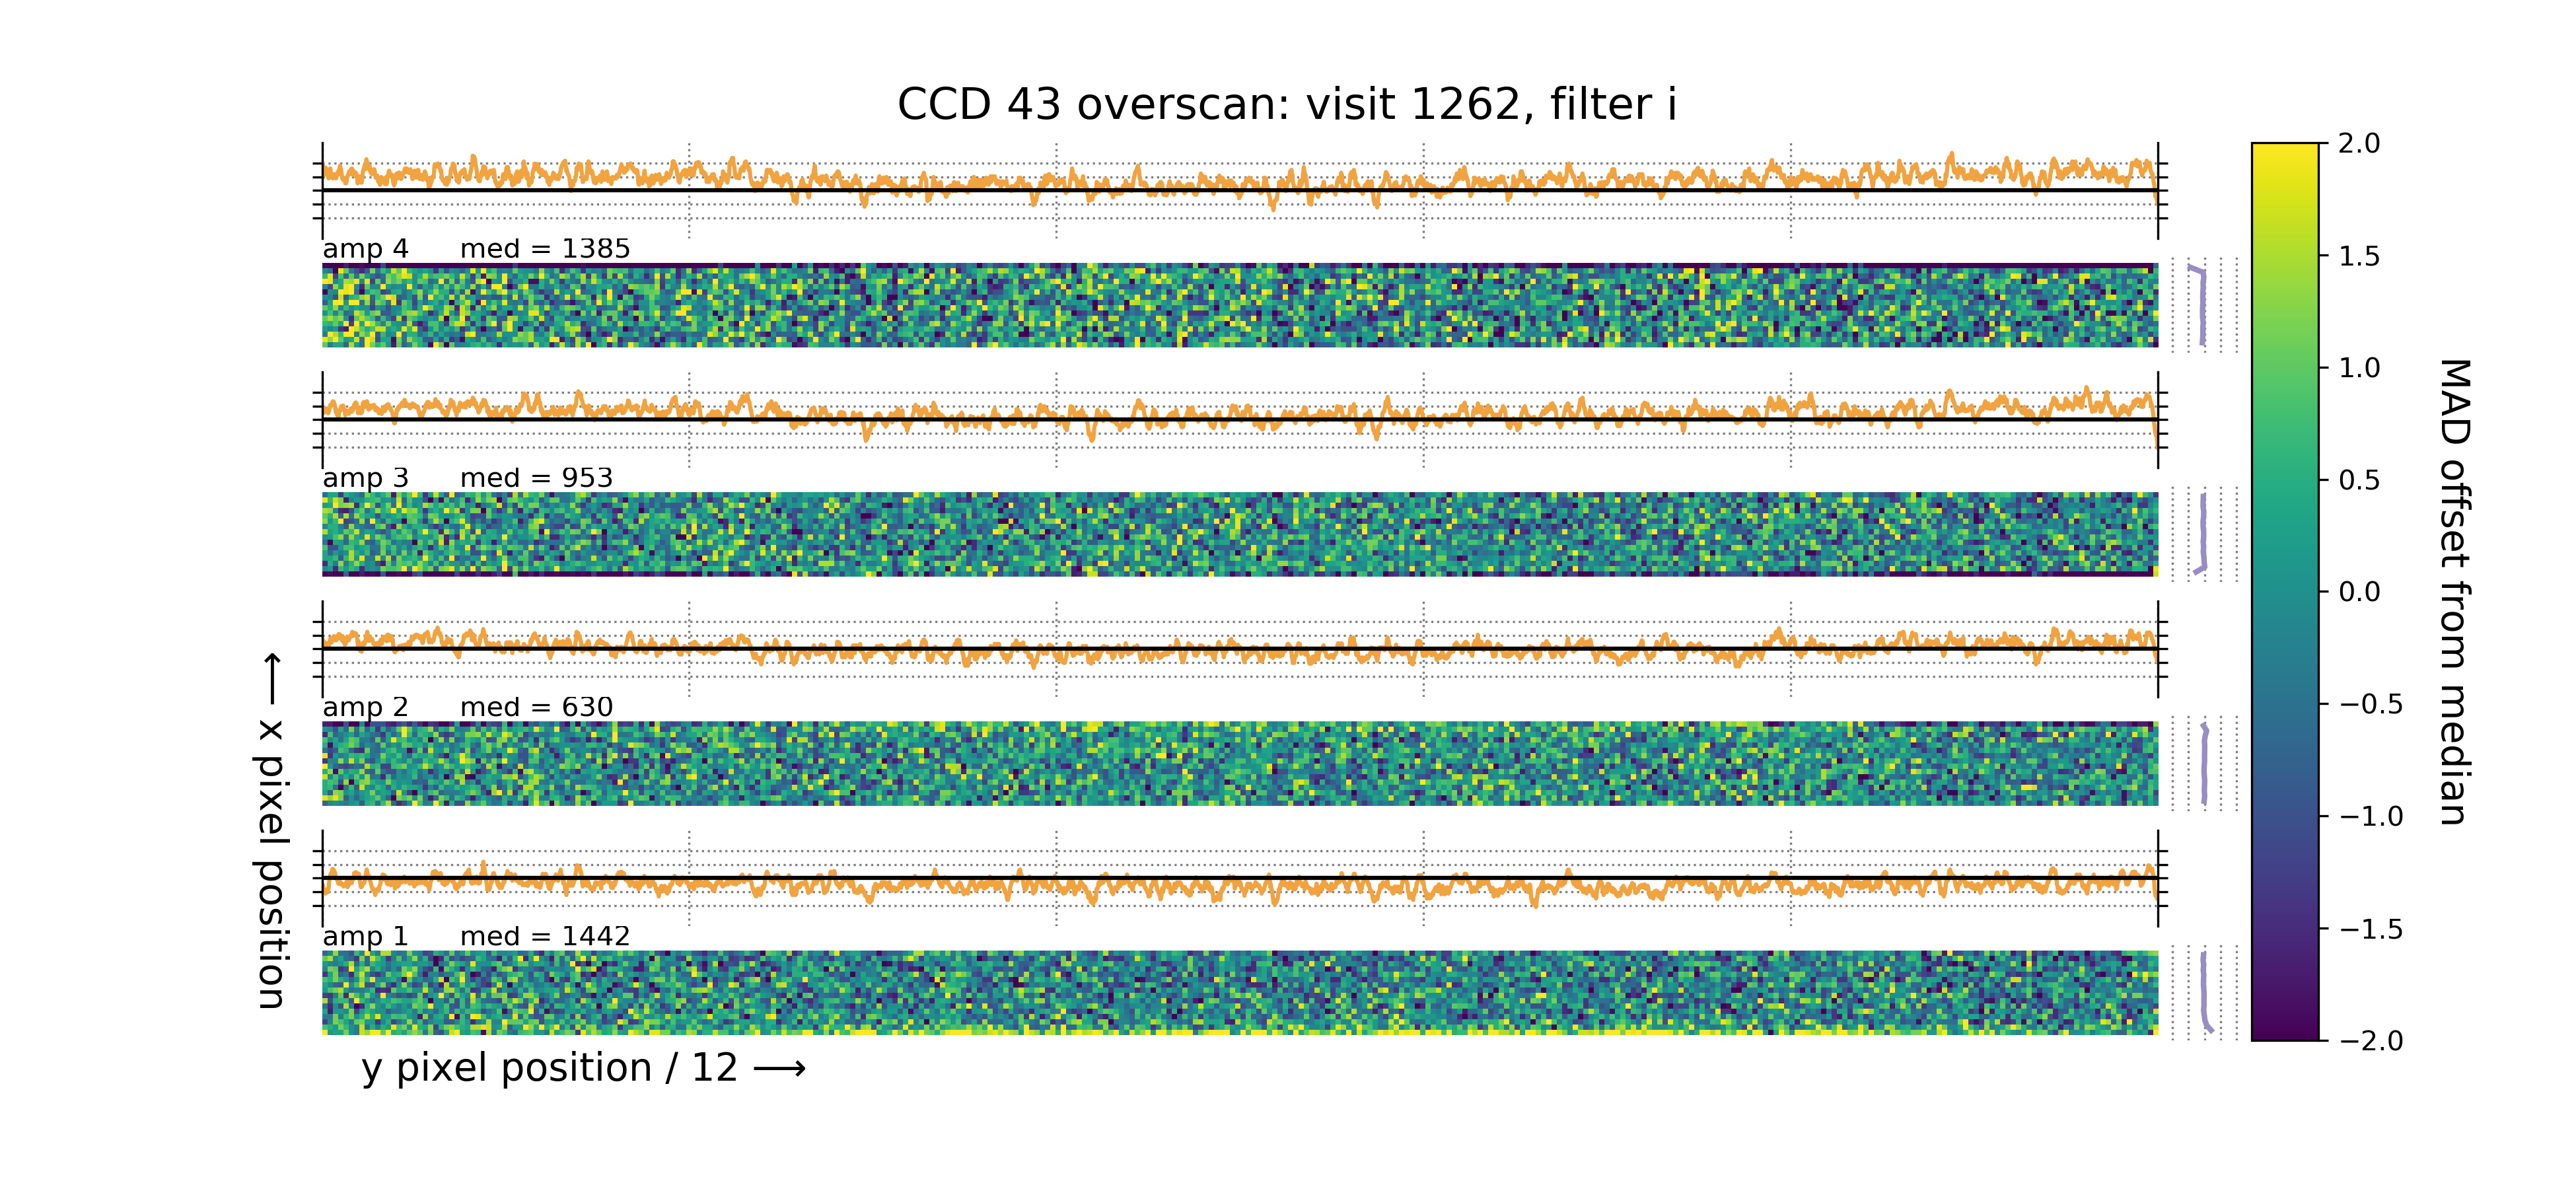 CCD 43 overscan: visit 1262, filter i
amp 4 med = 1385
amp 3 med = 953
amp 2 med = 630
amp 1 med = 1442
⟵ x pixel position
y pixel position / 12 ⟶
2.0
1.5
1.0
0.5
0.0
−0.5
−1.0
−1.5
−2.0
MAD offset from median